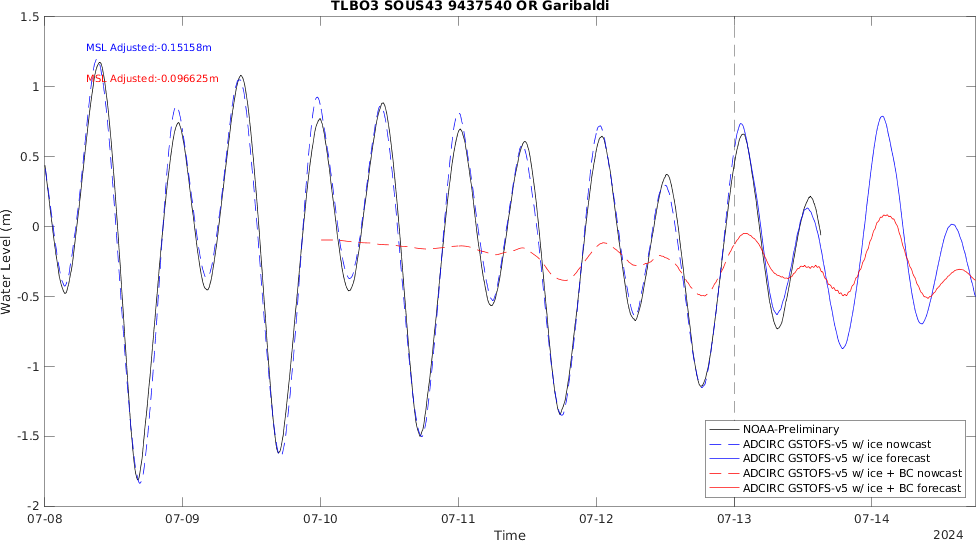 TLBO3 SOUS43 9437540 OR Garibaldi
1.5
MSL Adjusted:-0.15158m
MSL Adjusted:-0.096625m
1
0.5
0
-0.5
-1
-1.5
-2
Water Level (m)
NOAA-Preliminary
ADCIRC GSTOFS-v5 w/ ice nowcast
ADCIRC GSTOFS-v5 w/ ice forecast
ADCIRC GSTOFS-v5 w/ ice + BC nowcast
ADCIRC GSTOFS-v5 w/ ice + BC forecast
07-08
07-09
07-10
07-11
07-12
07-13
07-14
Time
2024